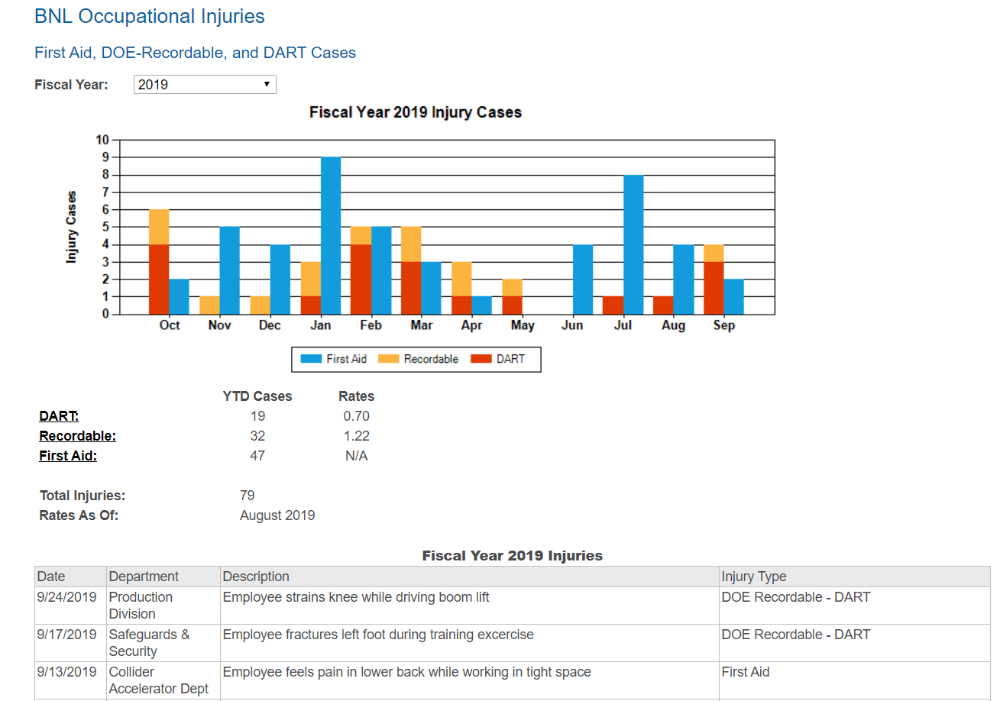 BNL Occupational Injuries
First Aid, DOE-Recordable, and DART Cases
Fiscal Year: 2019
Fiscal Year 2019 Injury Cases
Injury Cases
10
9
8
7
6
5
4
3
2
1
0
Oct Nov Dec Jan Feb Mar Apr May Jun Jul Aug Sep
First Aid Recordable DART
YTD Cases Rates
DART: 19 0.70
Recordable: 32 1.22
First Aid: 47 N/A
Total Injuries: 79
Rates As Of: August 2019
Fiscal Year 2019 Injuries
Date Department Description Injury Type
9/24/2019 Production Employee strains knee while driving boom lift DOE Recordable - DART
Division
9/17/2019 Safeguards & Employee fractures left foot during training excercise DOE Recordable - DART
Security
9/13/2019 Collider Employee feels pain in lower back while working in tight space First Aid
Accelerator Dept